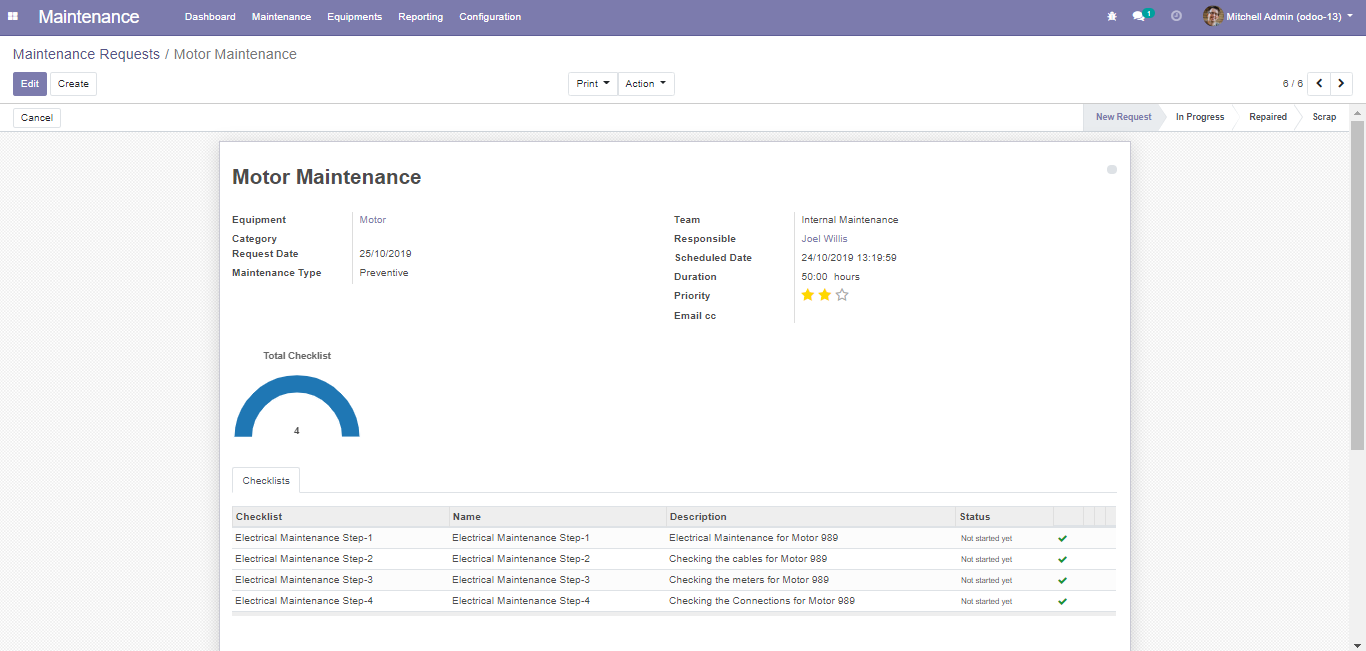 Maintenance Dashboard Maintenance Equipments Reporting Configuration 1 Mitchell Admin (odoo-13)
Maintenance Requests / Motor Maintenance
Edit Create Print Action 6 / 6
Cancel New Request In Progress Repaired Scrap
Motor Maintenance
Equipment Motor
Category
Request Date 25/10/2019
Maintenance Type Preventive
Team Internal Maintenance
Responsible Joel Willis
Scheduled Date 24/10/2019 13:19:59
Duration 50:00 hours
Priority
Email cc
Total Checklist
4
Checklists
Checklist Name Description Status
Electrical Maintenance Step-1 Electrical Maintenance Step-1 Electrical Maintenance for Motor 989 Not started yet
Electrical Maintenance Step-2 Electrical Maintenance Step-2 Checking the cables for Motor 989 Not started yet
Electrical Maintenance Step-3 Electrical Maintenance Step-3 Checking the meters for Motor 989 Not started yet
Electrical Maintenance Step-4 Electrical Maintenance Step-4 Checking the Connections for Motor 989 Not started yet